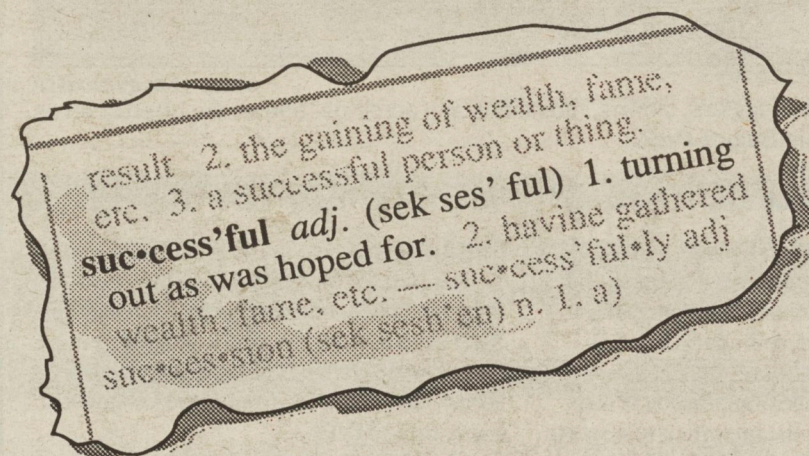 result 2. the gaining of wealth, fame,
etc. 3. a successful person or thing.
suc•cess’ful adj. (sek ses’ ful) 1. turning
out as was hoped for. 2. havine gathered
wealth, fame, etc. — suc•cess’ful•ly adj
suc•ces•sion (sek sesh’en) n. 1. a)